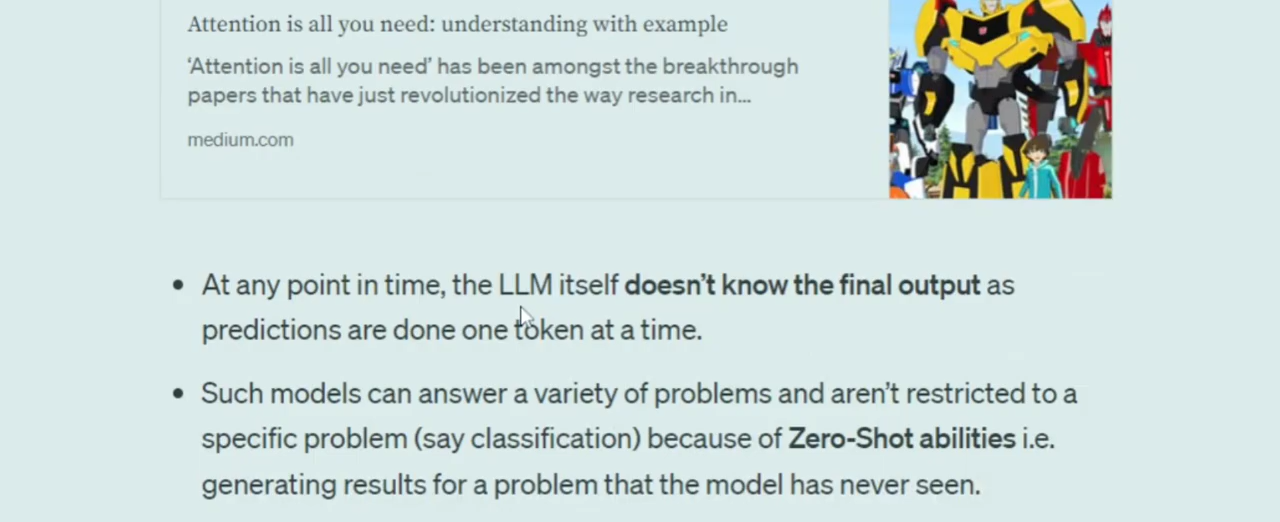 Attention is all you need: understanding with example
‘Attention is all you need’ has been amongst the breakthrough
papers that have just revolutionized the way research in...
medium.com
• At any point in time, the LLM itself doesn’t know the final output as
predictions are done one token at a time.
• Such models can answer a variety of problems and aren’t restricted to a
specific problem (say classification) because of Zero-Shot abilities i.e.
generating results for a problem that the model has never seen.